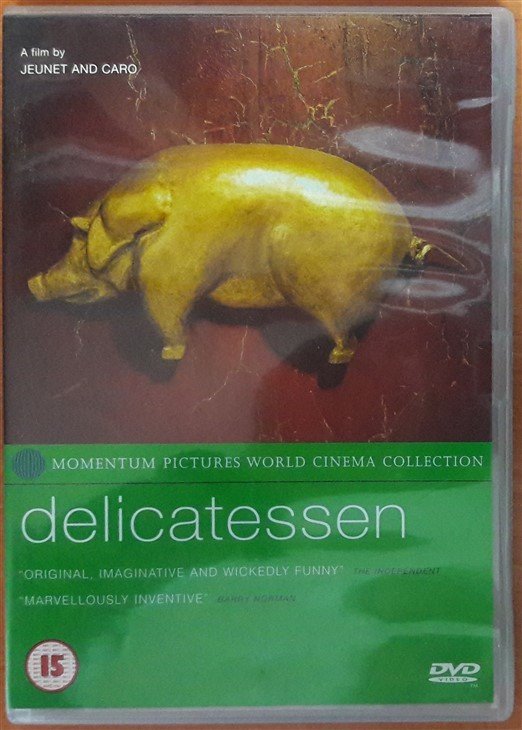 A film by
JEUNET AND CARO
MOMENTUM PICTURES WORLD CINEMA COLLECTION
delicatessen
"ORIGINAL, IMAGINATIVE AND WICKEDLY FUNNY" THE INDEPENDENT
"MARVELLOUSLY INVENTIVE" BARRY NORMAN
15
DVD
VIDEO
TM